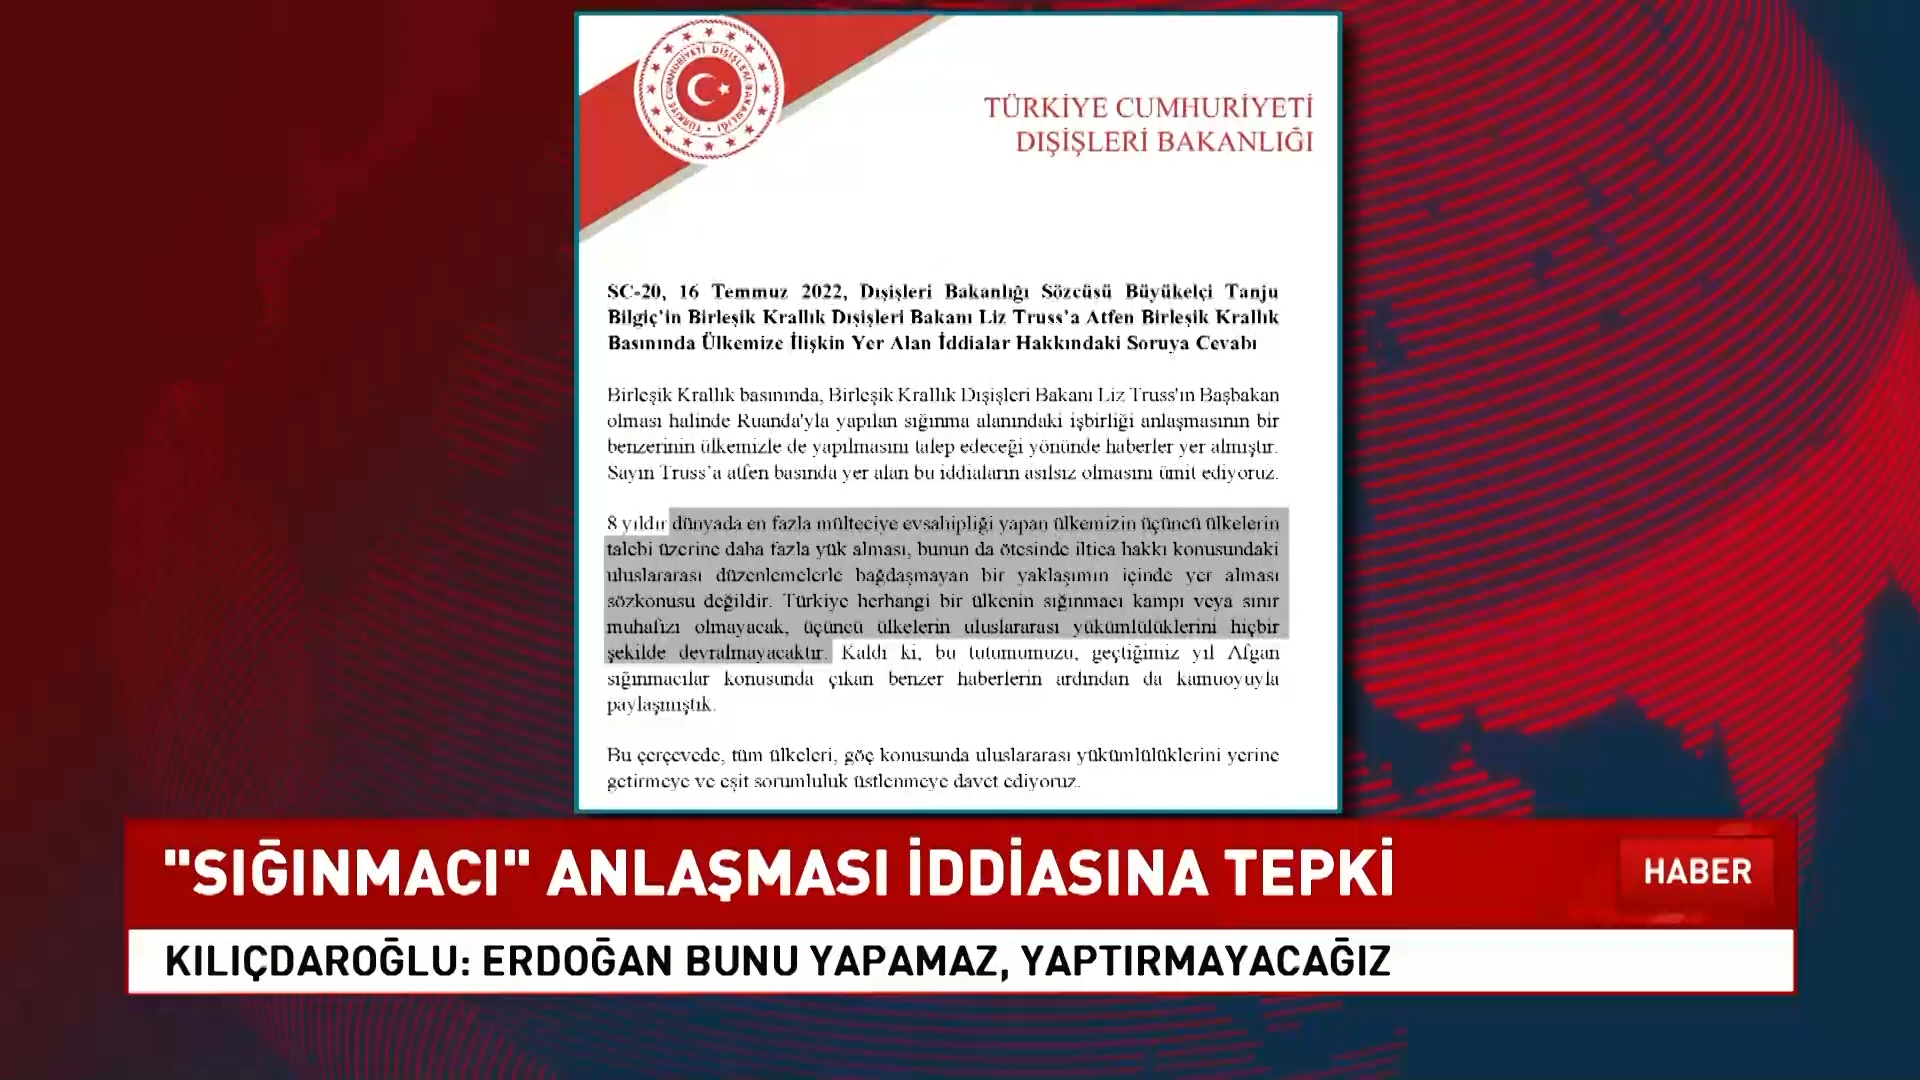 TÜRKİYE CUMHURİYETİ DIŞİŞLERİ BAKANLIĞI
TÜRKİYE CUMHURİYETİ
DIŞİŞLERİ BAKANLIĞI
SC-20, 16 Temmuz 2022, Dışişleri Bakanlığı Sözcüsü Büyükelçi Tanju
Bilgiç'in Birleşik Krallık Dışişleri Bakanı Liz Truss'a Atfen Birleşik Krallık
Basınında Ülkemize İlişkin Yer Alan İddialar Hakkındaki Soruya Cevabı
Birleşik Krallık basınında, Birleşik Krallık Dışişleri Bakanı Liz Truss'ın Başbakan
olması halinde Ruanda'yla yapılan sığınma alanındaki işbirliği anlaşmasının bir
benzerinin ülkemizle de yapılmasını talep edeceği yönünde haberler yer almıştır.
Sayın Truss'a atfen basında yer alan bu iddiaların asılsız olmasını ümit ediyoruz.
8 yıldır dünyada en fazla mülteciye evsahipliği yapan ülkemizin üçüncü ülkelerin
talebi üzerine daha fazla yük alması, bunun da ötesinde iltica hakkı konusundaki
uluslararası düzenlemelerle bağdaşmayan bir yaklaşımın içinde yer alması
sözkonusu değildir. Türkiye herhangi bir ülkenin sığınmacı kampı veya sınır
muhafızı olmayacak, üçüncü ülkelerin uluslararası yükümlülüklerini hiçbir
şekilde devralmayacaktır. Kaldı ki, bu tutumumuzu, geçtiğimiz yıl Afgan
sığınmacılar konusunda çıkan benzer haberlerin ardından da kamuoyuyla
paylaşmıştık.
Bu çerçevede, tüm ülkeleri, göç konusunda uluslararası yükümlülüklerini yerine
getirmeye ve eşit sorumluluk üstlenmeye davet ediyoruz.
"SIĞINMACI" ANLAŞMASI İDDİASINA TEPKİ
HABER
KILIÇDAROĞLU: ERDOĞAN BUNU YAPAMAZ, YAPTIRMAYACAĞIZ